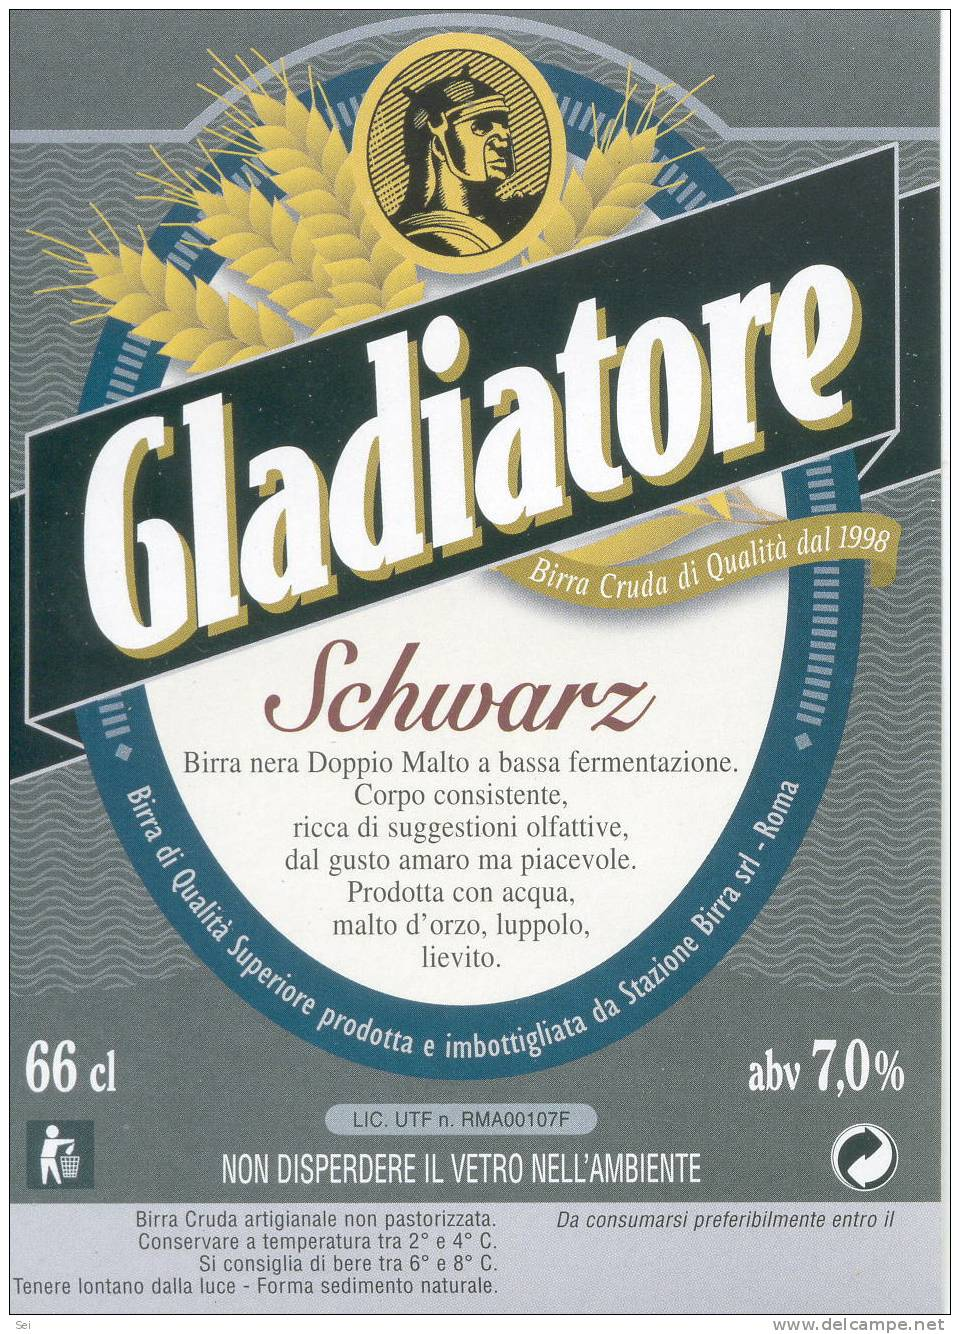 Gladiatore
Birra Cruda di Qualità dal 1998
Schwarz
Birra nera Doppio Malto a bassa fermentazione.
Corpo consistente,
ricca di suggestioni olfattive,
dal gusto amaro ma piacevole.
Prodotta con acqua,
malto d'orzo, luppolo,
lievito.
Birra di Qualità Superiore prodotta e imbottigliata da Stazione Birra srl - Roma
66 cl
abv 7,0%
LIC. UTF n. RMA00107F
NON DISPERDERE IL VETRO NELL'AMBIENTE
Birra Cruda artigianale non pastorizzata.
Conservare a temperatura tra 2° e 4° C.
Si consiglia di bere tra 6° e 8° C.
Tenere lontano dalla luce - Forma sedimento naturale.
Da consumarsi preferibilmente entro il
Sei
www.delcampe.net